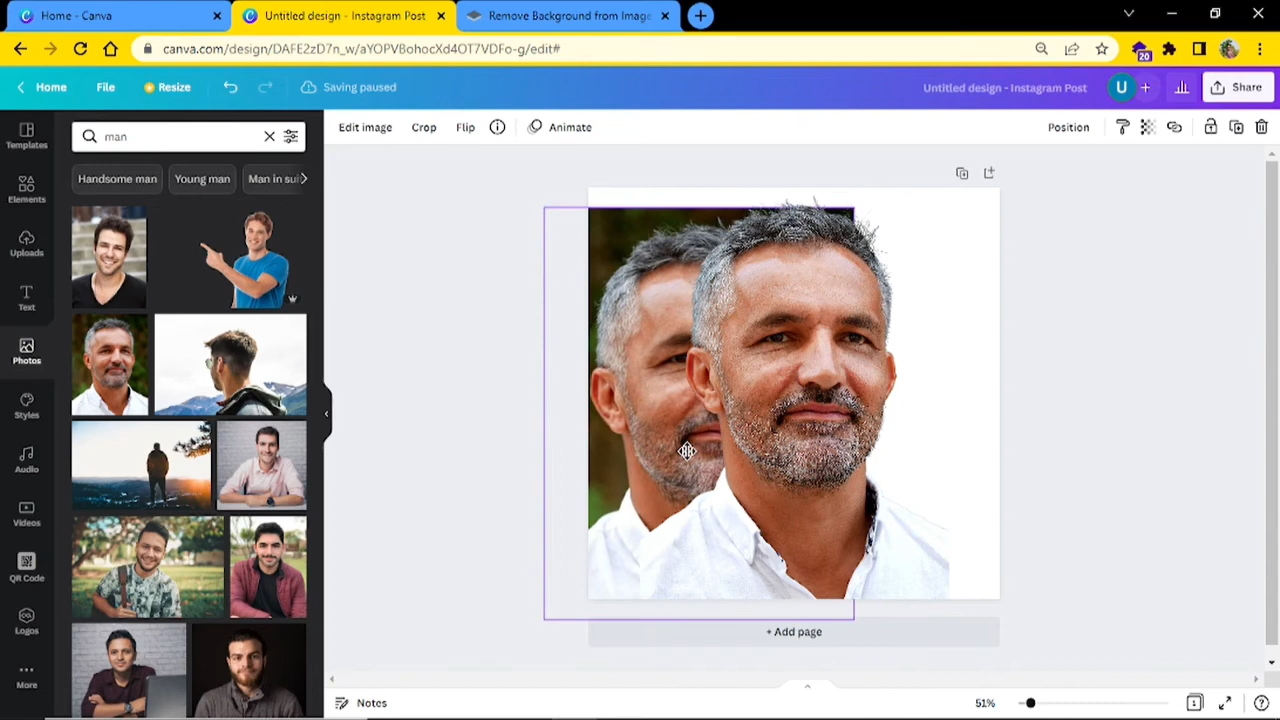 Home - Canva
Untitled design - Instagram Post
Remove Background from Image
canva.com/design/DAFE2zD7n_w/aYOPVBohocXd4OT7VDFo-g/edit#
20
Home
File
Resize
Saving paused
Untitled design - Instagram Post
U
Share
Templates
Elements
Uploads
Text
Photos
Styles
Audio
Videos
QR Code
Logos
More
man
Handsome man
Young man
Man in sui
Edit image
Crop
Flip
Animate
Position
+ Add page
Notes
51%
1